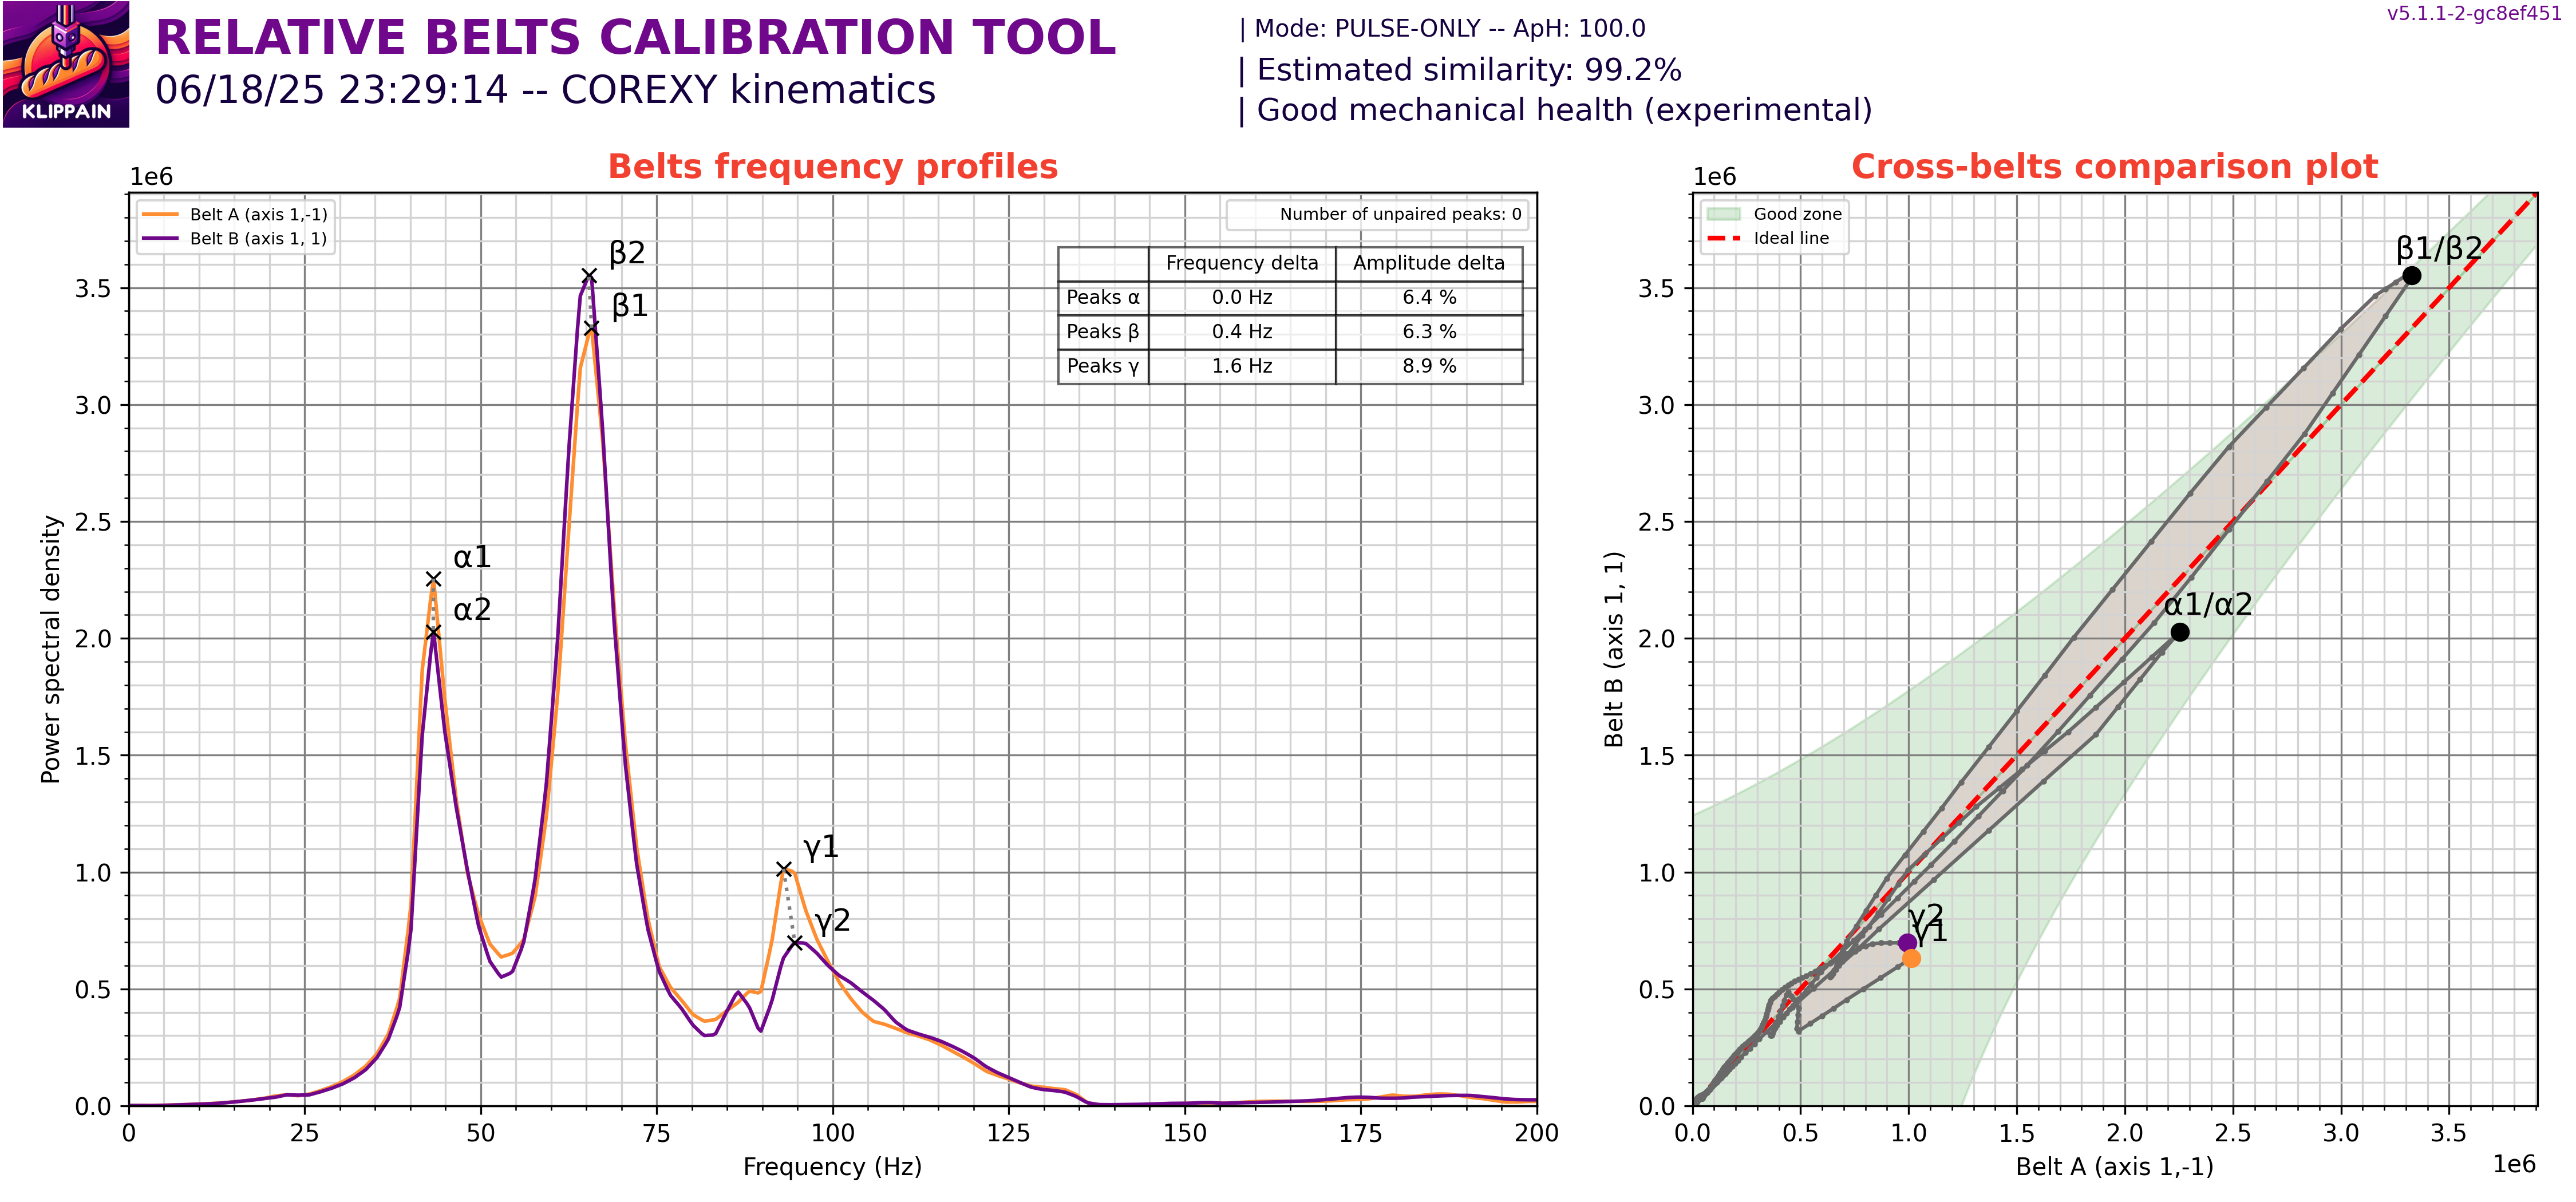 v5.1.1-2-gc8ef451
KLIPPAIN
RELATIVE BELTS CALIBRATION TOOL
06/18/25 23:29:14 -- COREXY kinematics
| Mode: PULSE-ONLY -- ApH: 100.0
| Estimated similarity: 99.2%
| Good mechanical health (experimental)
Belts frequency profiles
1e6
Belt A (axis 1,-1)
Belt B (axis 1, 1)
Number of unpaired peaks: 0
Frequency delta Amplitude delta
Peaks α 0.0 Hz 6.4 %
Peaks β 0.4 Hz 6.3 %
Peaks γ 1.6 Hz 8.9 %
β2
β1
α1
α2
γ1
γ2
3.5
3.0
2.5
2.0
1.5
1.0
0.5
0.0
Power spectral density
0 25 50 75 100 125 150 175 200
Frequency (Hz)
Cross-belts comparison plot
1e6
Good zone
Ideal line
β1/β2
α1/α2
γ2
γ1
3.5
3.0
2.5
2.0
1.5
1.0
0.5
0.0
Belt B (axis 1, 1)
0.0 0.5 1.0 1.5 2.0 2.5 3.0 3.5
Belt A (axis 1,-1)
1e6